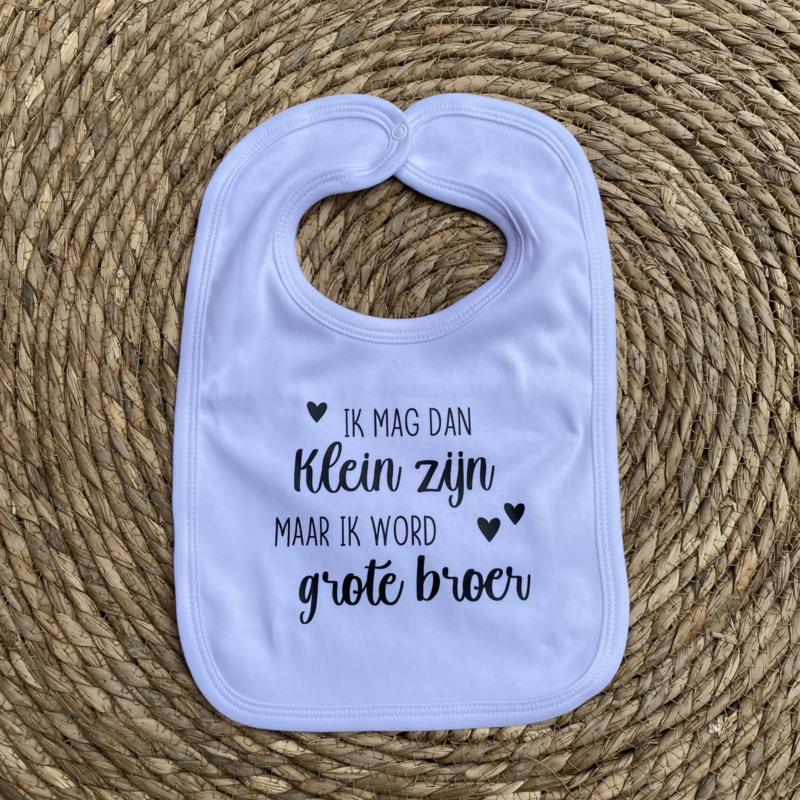 IK MAG DAN
Klein zijn
MAAR IK WORD
grote broer